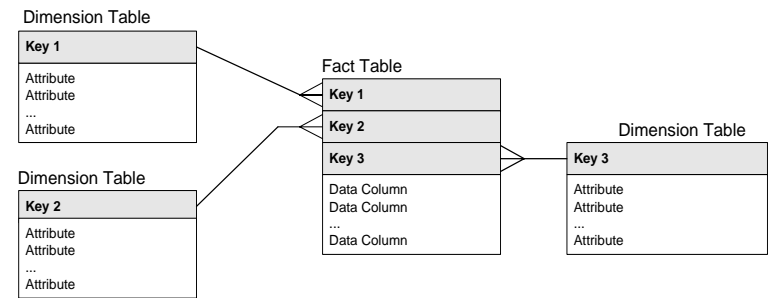 Dimension Table
Key 1
Attribute
Attribute
...
Attribute
Dimension Table
Key 2
Attribute
Attribute
...
Attribute
Fact Table
Key 1
Key 2
Key 3
Data Column
Data Column
...
Data Column
Dimension Table
Key 3
Attribute
Attribute
...
Attribute